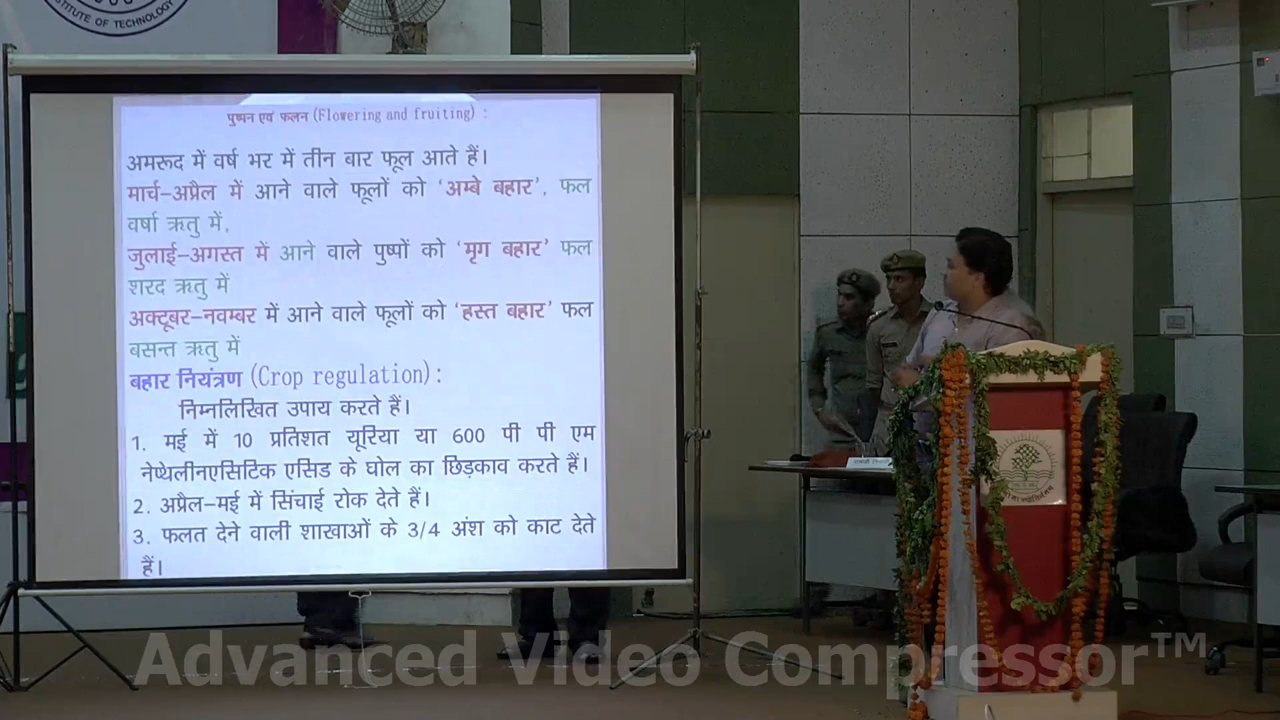 STITUTE OF TECHNOLOGY
पुष्पन एवं फलन (Flowering and fruiting) :
अमरूद में वर्ष भर में तीन बार फूल आते हैं।
मार्च–अप्रैल में आने वाले फूलों को ‘अम्बे बहार’, फल
वर्षा ऋतु में,
जुलाई–अगस्त में आने वाले पुष्पों को ‘मृग बहार’ फल
शरद ऋतु में
अक्टूबर–नवम्बर में आने वाले फूलों को ‘हस्त बहार’ फल
बसन्त ऋतु में
बहार नियंत्रण (Crop regulation):
निम्नलिखित उपाय करते हैं।
1. मई में 10 प्रतिशत यूरिया या 600 पी पी एम
नेप्थेलीनएसिटिक एसिड के घोल का छिड़काव करते हैं।
2. अप्रैल–मई में सिंचाई रोक देते हैं।
3. फलत देने वाली शाखाओं के 3/4 अंश को काट देते
हैं।
Advanced Video Compressor™